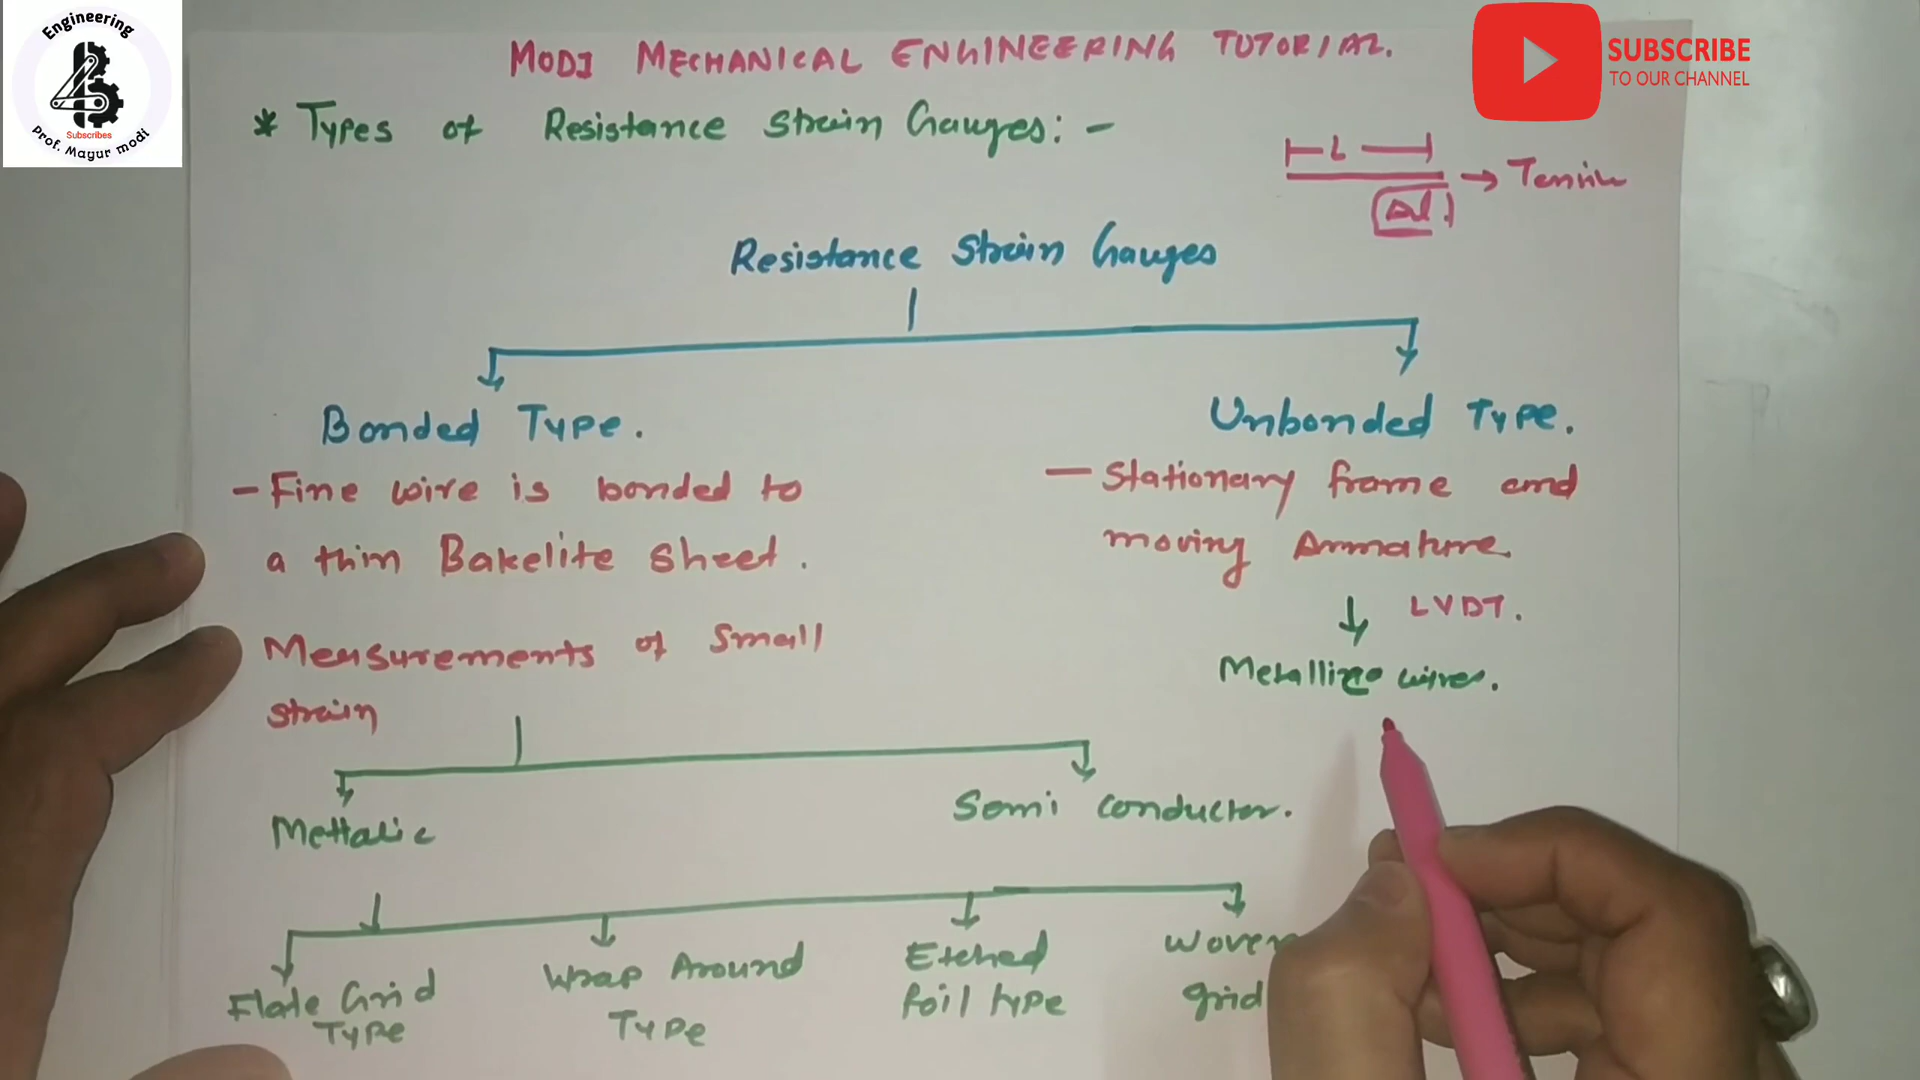 Engineering
Subscribes
Prof. Mayur modi
SUBSCRIBE
TO OUR CHANNEL
MODI MECHANICAL ENGINEERING TUTORIAL.
* Types of Resistance Strain Gauges: -
L
→ Tensile
Δl
Resistance Strain Gauges
Bonded Type.
Unbonded Type.
- Fine wire is bonded to
a thin Bakelite sheet.
- Stationary frame and
moving Armature.
LVDT.
Metallic wires.
Measurements of Small
strain
Mettalic
Semi conductor.
Flate Grid
Type
Wrap Around
Type
Etched
foil type
Woven
grid